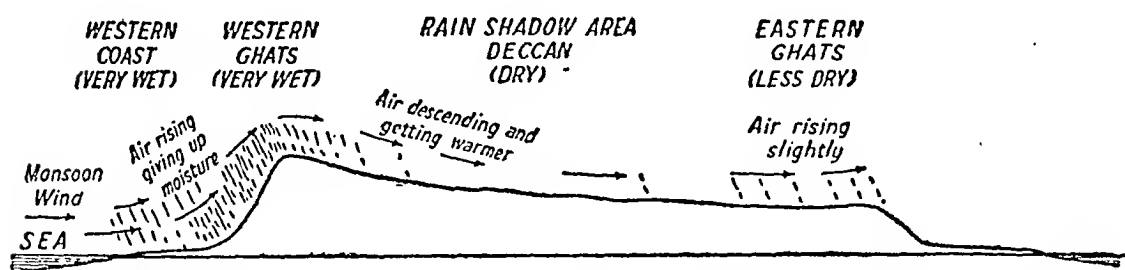 WESTERN
COAST
(VERY WET)
WESTERN
GHATS
(VERY WET)
RAIN SHADOW AREA
DECCAN
(DRY)
EASTERN
GHATS
(LESS DRY)
Air rising
giving up
moisture
Air descending and
getting warmer
Air rising
slightly
Monsoon
Wind
SEA